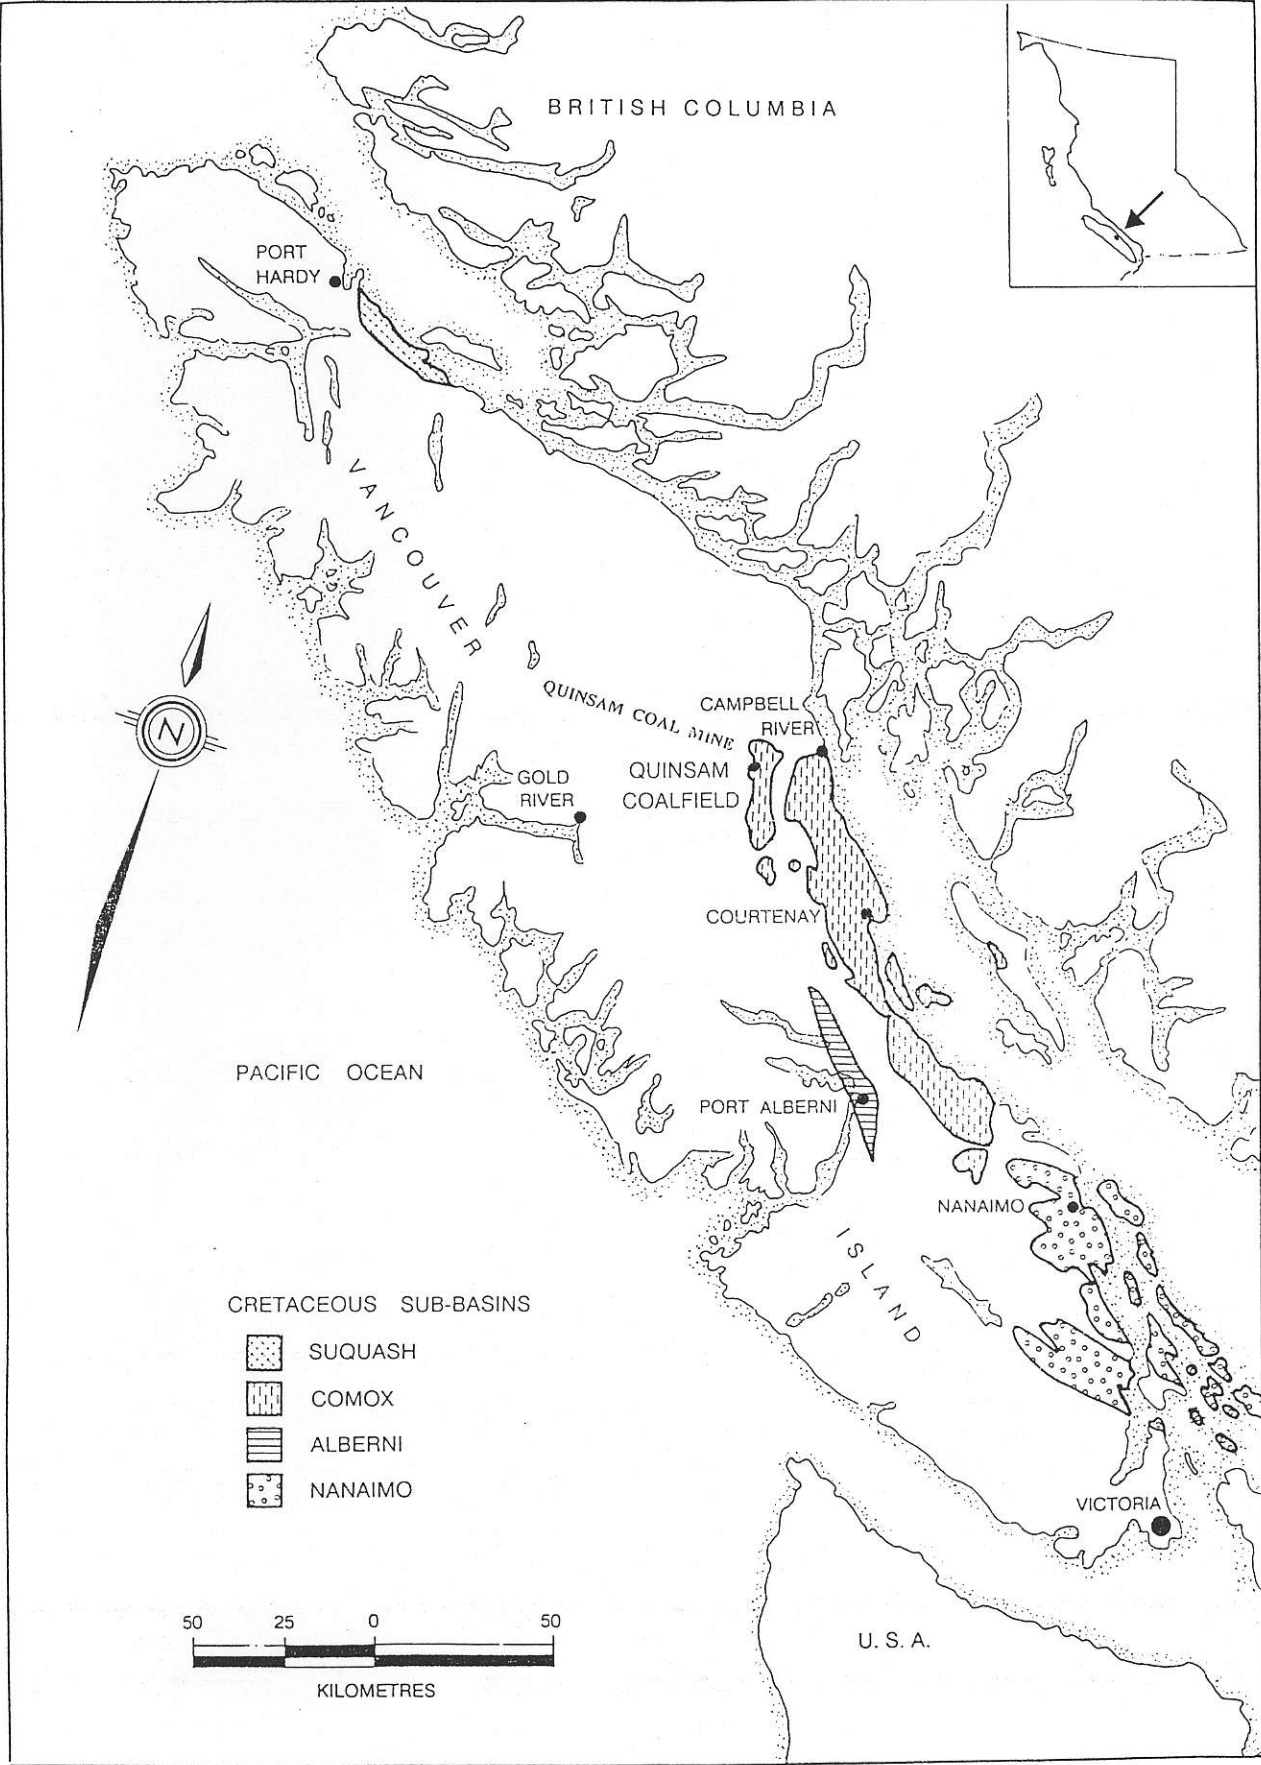 BRITISH COLUMBIA
PORT
HARDY
VANCOUVER
QUINSAM COAL MINE
CAMPBELL
RIVER
QUINSAM
COALFIELD
GOLD
RIVER
N
COURTENAY
PACIFIC OCEAN
PORT ALBERNI
NANAIMO
ISLAND
CRETACEOUS SUB-BASINS
SUQUASH
COMOX
ALBERNI
NANAIMO
VICTORIA
50 25 0 50
KILOMETRES
U. S. A.